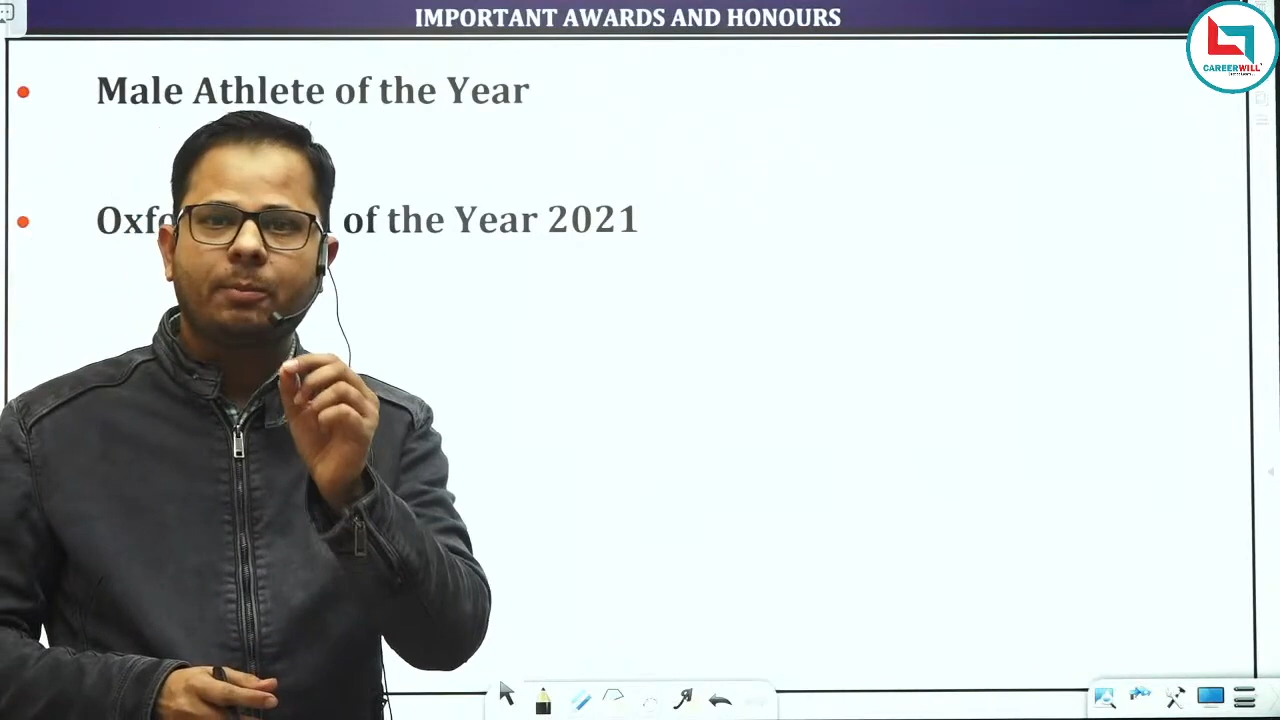 IMPORTANT AWARDS AND HONOURS
CAREERWILL
Male Athlete of the Year
of the Year 2021